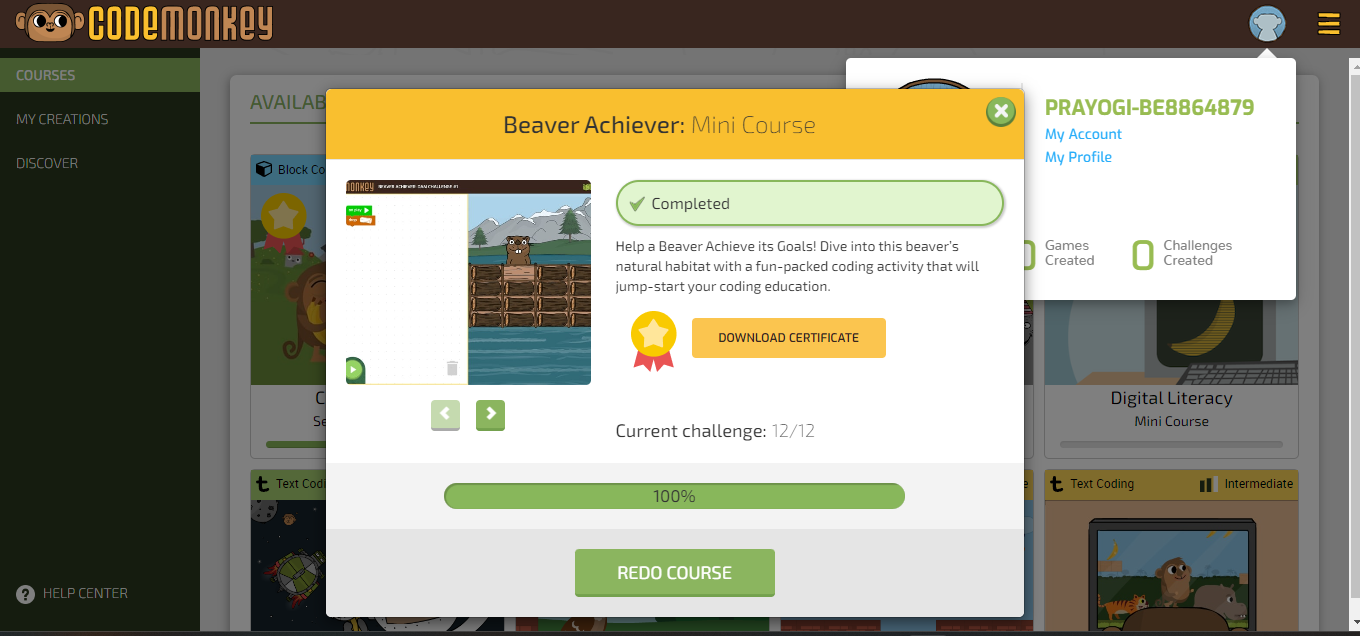 CODEMONKEY
COURSES
MY CREATIONS
DISCOVER
HELP CENTER
AVAILAB
Block Co
PRAYOGI-BE8864879
My Account
My Profile
Games
Created
0
Challenges
Created
Beaver Achiever: Mini Course
Completed
Help a Beaver Achieve its Goals! Dive into this beaver's
natural habitat with a fun-packed coding activity that will
jump-start your coding education.
DOWNLOAD CERTIFICATE
Current challenge: 12/12
100%
REDO COURSE
C
Se
Digital Literacy
Mini Course
Text Codi
e
Text Coding
Intermediate